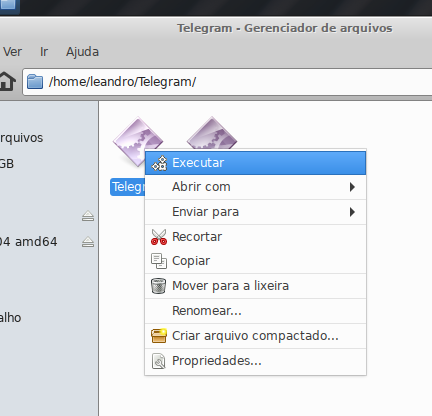 Telegram - Gerenciador de arquivos
Ver Ir Ajuda
/home/leandro/Telegram/
rquivos
GB
04 amd64
alho
Telegr
Executar
Abrir com
Enviar para
Recortar
Copiar
Mover para a lixeira
Renomear...
Criar arquivo compactado...
Propriedades...